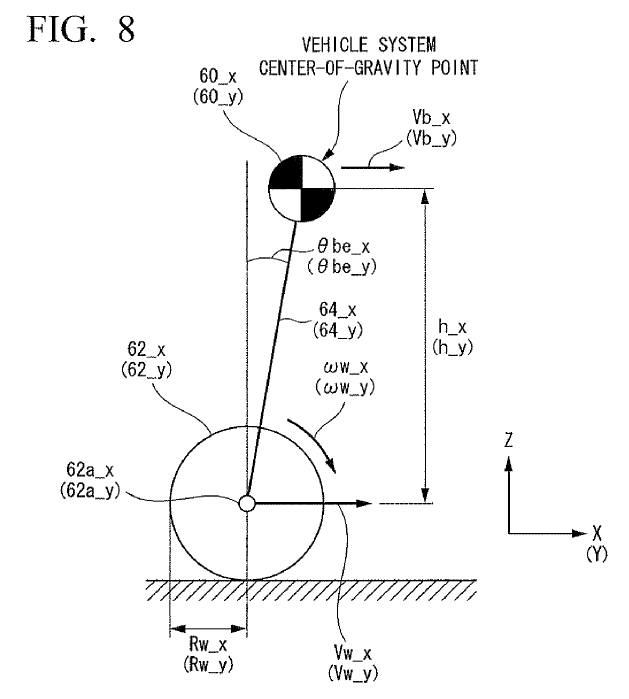 FIG. 8
VEHICLE SYSTEM
CENTER-OF-GRAVITY POINT
60_x
(60_y)
Vb_x
(Vb_y)
θbe_x
(θbe_y)
64_x
(64_y)
h_x
(h_y)
62_x
(62_y)
ωw_x
(ωw_y)
62a_x
(62a_y)
Z
X
(Y)
Rw_x
(Rw_y)
Vw_x
(Vw_y)